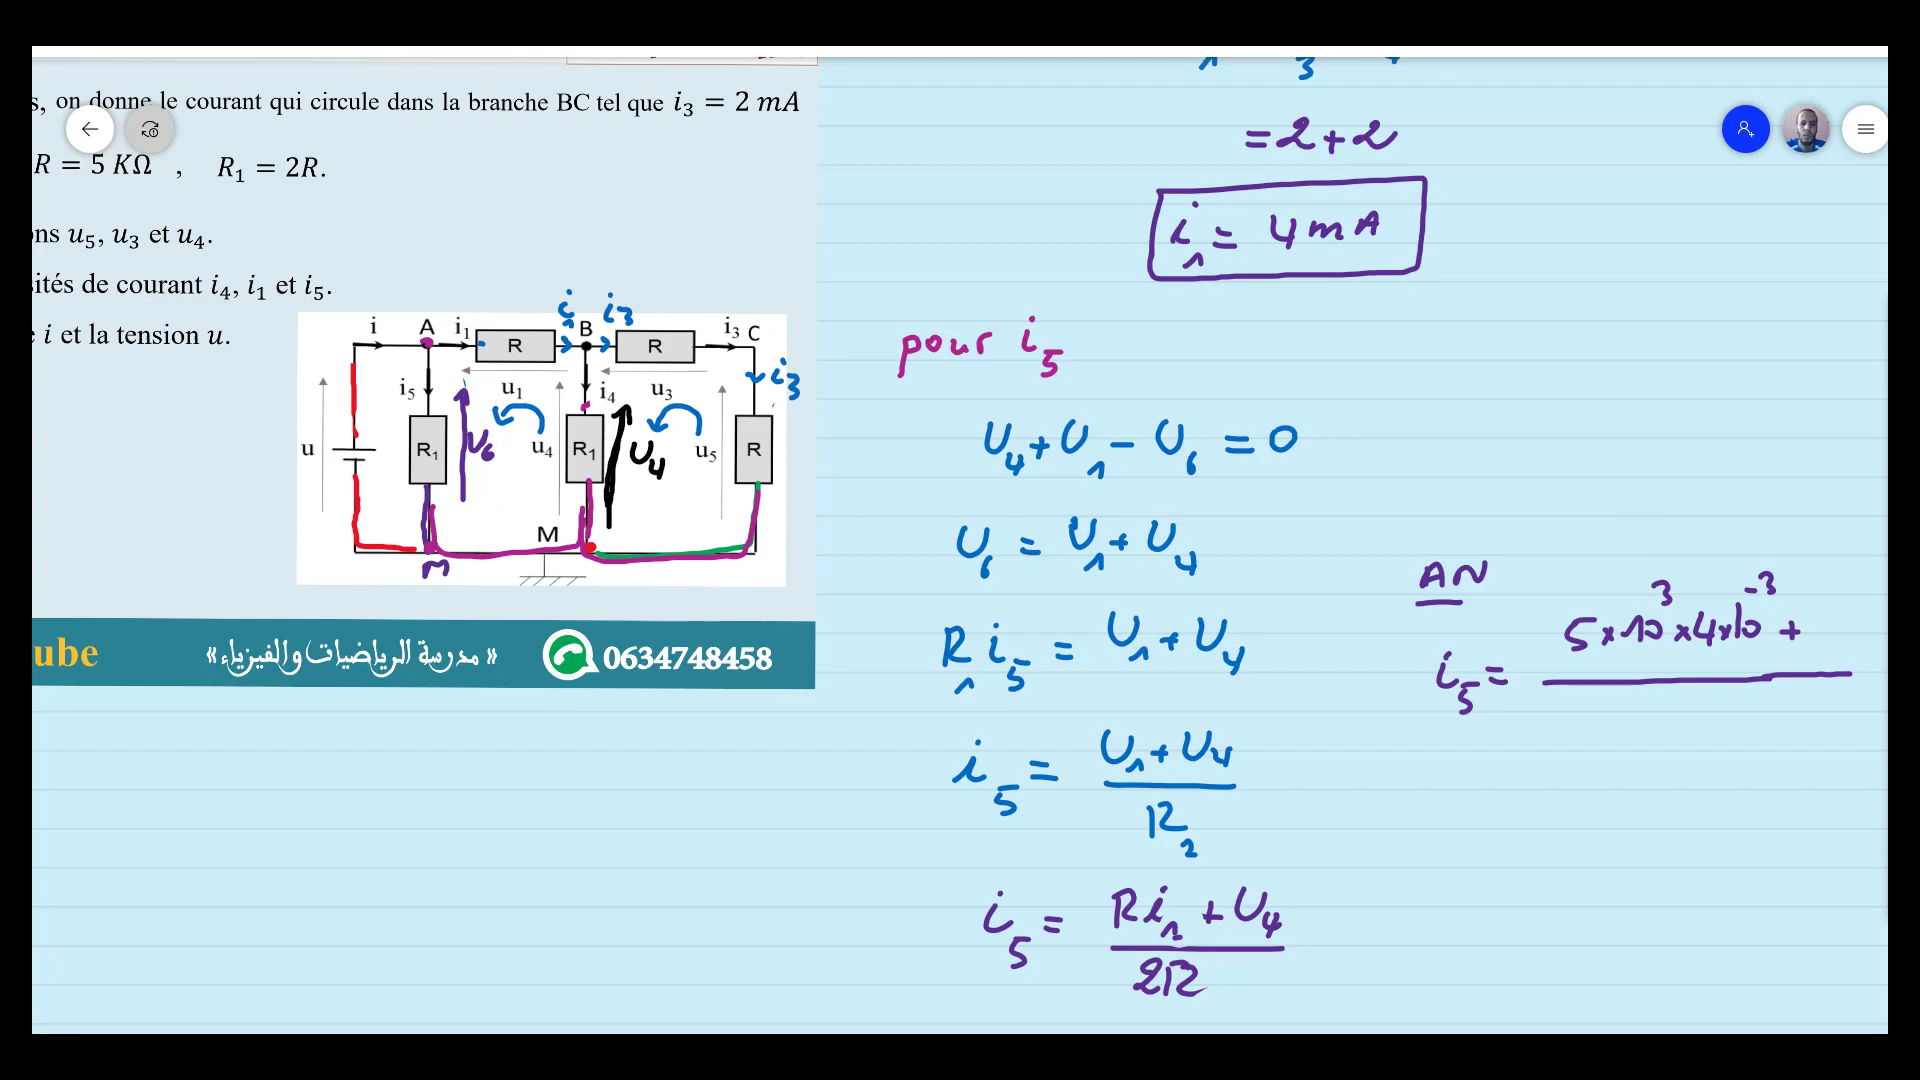 s, on donne le courant qui circule dans la branche BC tel que i₃ = 2 mA
R = 5 KΩ , R₁ = 2R.
ns u₅, u₃ et u₄.
sités de courant i₄, i₁ et i₅.
e i et la tension u.
i A i₁ i₁ B i₃ i₃ C
R R
i₃
i₅ u₁ i₄ u₃
u R₁ U₆ u₄ R₁ U₄ u₅ R
M
M
ube « مدرسة الرياضيات والفيزياء » 0634748458
= 2 + 2
i₁ = 4 mA
pour i₅
U₄ + U₁ - U₆ = 0
U₆ = U₁ + U₄
R₁ i₅ = U₁ + U₄
i₅ = U₁ + U₄
R₂
i₅ = R i₁ + U₄
2R
AN
5 × 10³ × 4 × 10⁻³ +
i₅ =